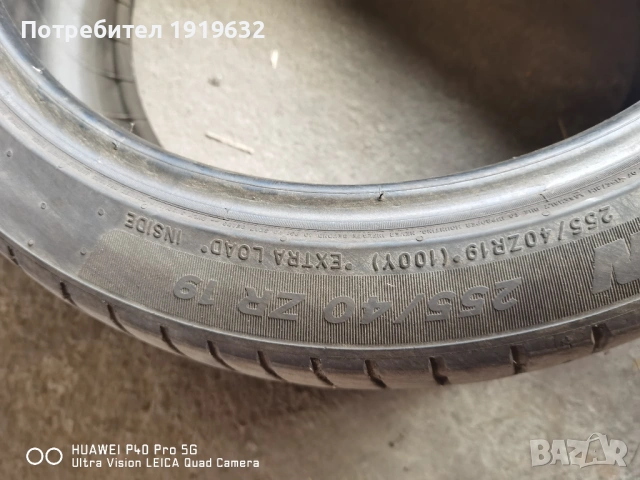 Потребител 1919632
255/40ZR19*(100Y) *EXTRA LOAD* INSIDE
255/40 ZR 19
N
HUAWEI P40 Pro 5G
Ultra Vision LEICA Quad Camera
BAZAR